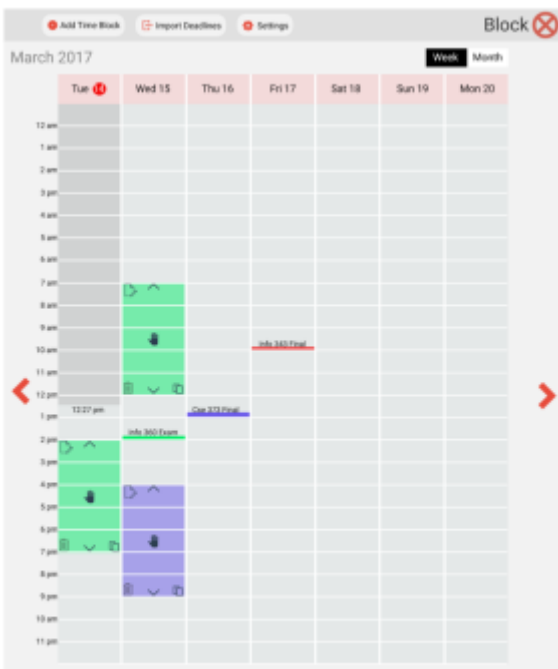 Add Time Block Import Deadlines Settings Block
March 2017 Week Month
Tue 14 Wed 15 Thu 16 Fri 17 Sat 18 Sun 19 Mon 20
12 am
1 am
2 am
3 pm
4 am
5 am
6 am
7 am
8 am
9 am
Info 363 Final
10 am
11 am
12 pm
12:27 pm Cse 373 Final
1 pm
Info 360 Exam
2 pm
3 pm
4 pm
5 pm
6 pm
7 pm
8 pm
9 pm
10 am
11 pm